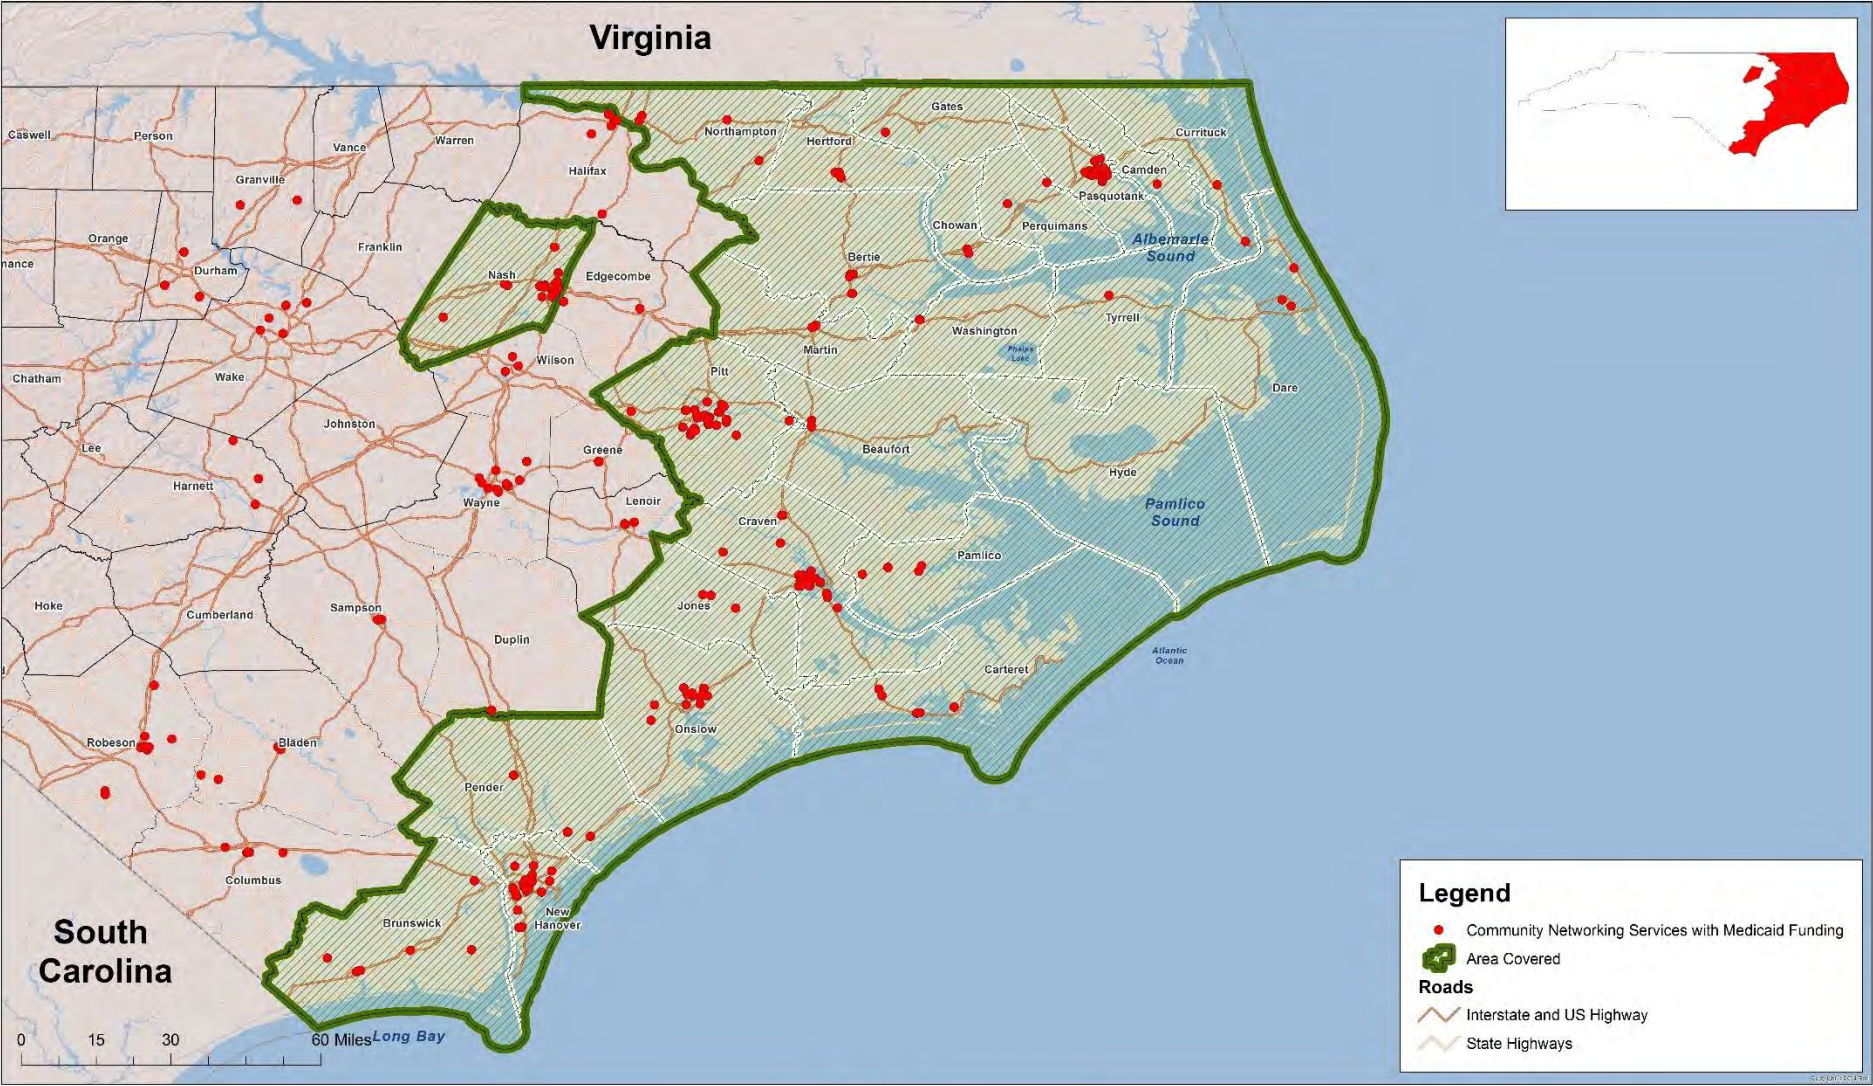 Virginia
Gates
Caswell
Person
Northampton
Currituck
Warren
Hertford
Vance
Halifax
Camden
Granville
Pasquotank
Chowan
Perquimans
Orange
Albemarle
Sound
Franklin
Bertie
mance
Durham
Nash
Edgecombe
Tyrrell
Washington
Martin
Phelps
Lake
Wilson
Pitt
Wake
Chatham
Dare
Johnston
Lee
Greene
Beaufort
Hyde
Harnett
Lenoir
Wayne
Pamlico
Sound
Craven
Pamlico
Hoke
Jones
Sampson
Cumberland
Duplin
Atlantic
Ocean
Carteret
Onslow
Robeson
Bladen
Pender
Columbus
New
Hanover
Brunswick
South
Carolina
Long Bay
0 15 30 60 Miles
Legend
Community Networking Services with Medicaid Funding
Area Covered
Roads
Interstate and US Highway
State Highways